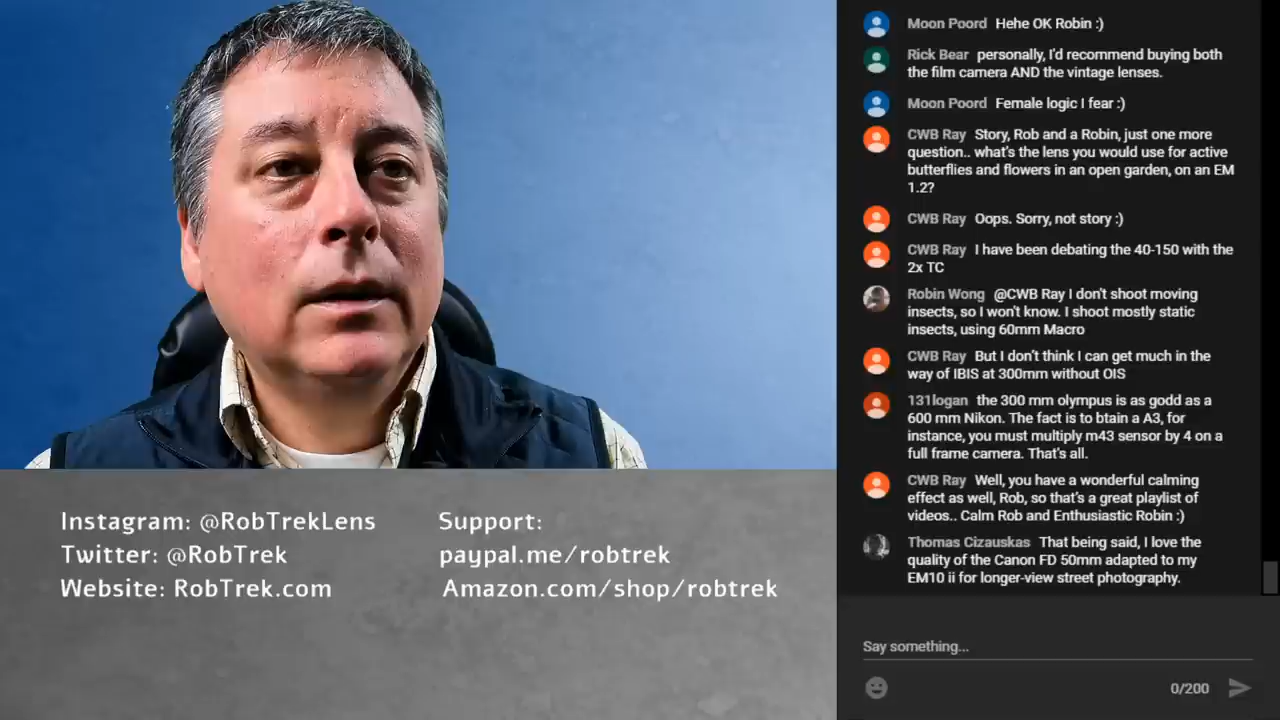 Instagram: @RobTrekLens
Twitter: @RobTrek
Website: RobTrek.com
Support:
paypal.me/robtrek
Amazon.com/shop/robtrek
Moon Poord Hehe OK Robin :)
Rick Bear personally, I'd recommend buying both
the film camera AND the vintage lenses.
Moon Poord Female logic I fear :)
CWB Ray Story, Rob and a Robin, just one more
question.. what's the lens you would use for active
butterflies and flowers in an open garden, on an EM
1.2?
CWB Ray Oops. Sorry, not story :)
CWB Ray I have been debating the 40-150 with the
2x TC
Robin Wong @CWB Ray I don't shoot moving
insects, so I won't know. I shoot mostly static
insects, using 60mm Macro
CWB Ray But I don't think I can get much in the
way of IBIS at 300mm without OIS
131logan the 300 mm olympus is as godd as a
600 mm Nikon. The fact is to btain a A3, for
instance, you must multiply m43 sensor by 4 on a
full frame camera. That's all.
CWB Ray Well, you have a wonderful calming
effect as well, Rob, so that's a great playlist of
videos.. Calm Rob and Enthusiastic Robin :)
Thomas Cizauskas That being said, I love the
quality of the Canon FD 50mm adapted to my
EM10 ii for longer-view street photography.
Say something...
0/200